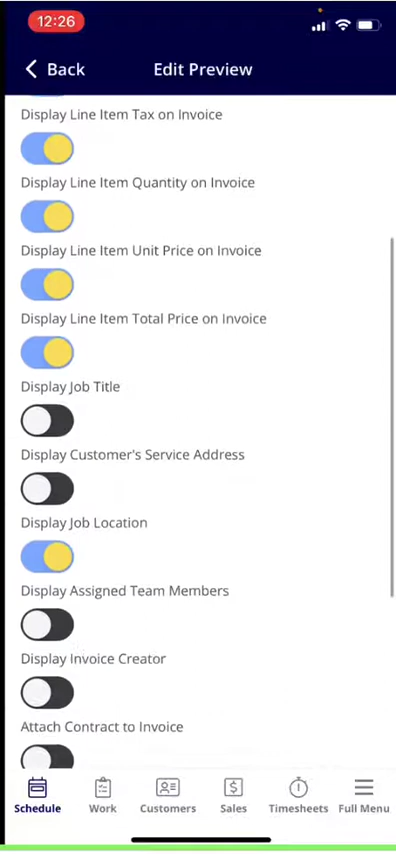 12:26
Back
Edit Preview
Display Line Item Tax on Invoice
Display Line Item Quantity on Invoice
Display Line Item Unit Price on Invoice
Display Line Item Total Price on Invoice
Display Job Title
Display Customer's Service Address
Display Job Location
Display Assigned Team Members
Display Invoice Creator
Attach Contract to Invoice
Schedule
Work
Customers
Sales
Timesheets
Full Menu